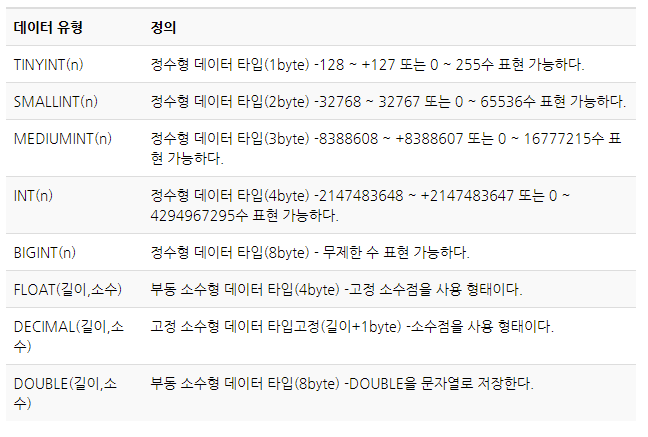 데이터 유형 정의
TINYINT(n) 정수형 데이터 타입(1byte) -128 ~ +127 또는 0 ~ 255수 표현 가능하다.
SMALLINT(n) 정수형 데이터 타입(2byte) -32768 ~ 32767 또는 0 ~ 65536수 표현 가능하다.
MEDIUMINT(n) 정수형 데이터 타입(3byte) -8388608 ~ +8388607 또는 0 ~ 16777215수 표
현 가능하다.
INT(n) 정수형 데이터 타입(4byte) -2147483648 ~ +2147483647 또는 0 ~
4294967295수 표현 가능하다.
BIGINT(n) 정수형 데이터 타입(8byte) - 무제한 수 표현 가능하다.
FLOAT(길이,소수) 부동 소수형 데이터 타입(4byte) -고정 소수점을 사용 형태이다.
DECIMAL(길이,소 고정 소수형 데이터 타입고정(길이+1byte) -소수점을 사용 형태이다.
수)
DOUBLE(길이,소 부동 소수형 데이터 타입(8byte) -DOUBLE을 문자열로 저장한다.
수)